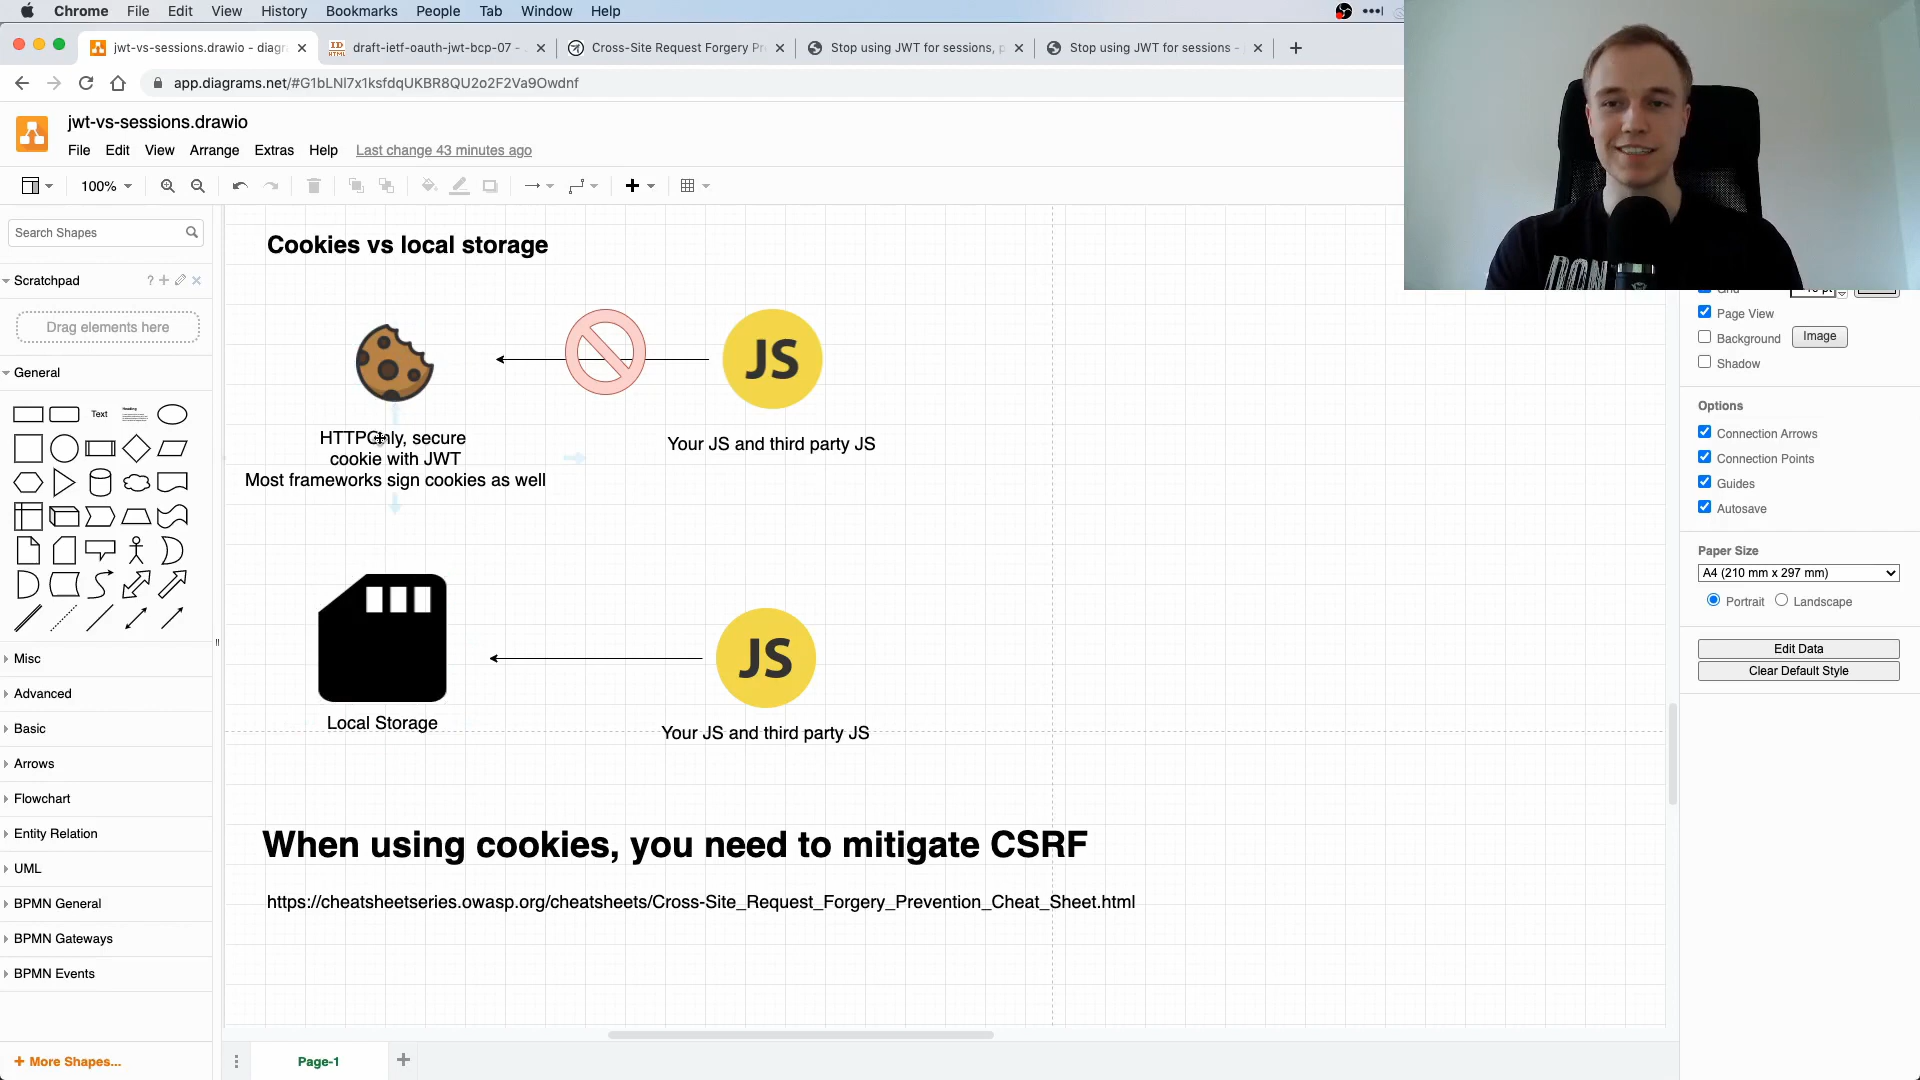 Chrome File Edit View History Bookmarks People Tab Window Help
jwt-vs-sessions.drawio - diagr
draft-ietf-oauth-jwt-bcp-07 -
Cross-Site Request Forgery Pr
Stop using JWT for sessions, p
Stop using JWT for sessions -
app.diagrams.net/#G1bLNl7x1ksfdqUKBR8QU2o2F2Va9Owdnf
jwt-vs-sessions.drawio
File Edit View Arrange Extras Help Last change 43 minutes ago
100%
Search Shapes
Scratchpad
?
Drag elements here
General
Text
Heading
Misc
Advanced
Basic
Arrows
Flowchart
Entity Relation
UML
BPMN General
BPMN Gateways
BPMN Events
+ More Shapes...
Cookies vs local storage
JS
HTTPOnly, secure
cookie with JWT
Most frameworks sign cookies as well
Your JS and third party JS
JS
Local Storage
Your JS and third party JS
When using cookies, you need to mitigate CSRF
https://cheatsheetseries.owasp.org/cheatsheets/Cross-Site_Request_Forgery_Prevention_Cheat_Sheet.html
Page View
Background
Image
Shadow
Options
Connection Arrows
Connection Points
Guides
Autosave
Paper Size
A4 (210 mm x 297 mm)
Portrait Landscape
Edit Data
Clear Default Style
Page-1